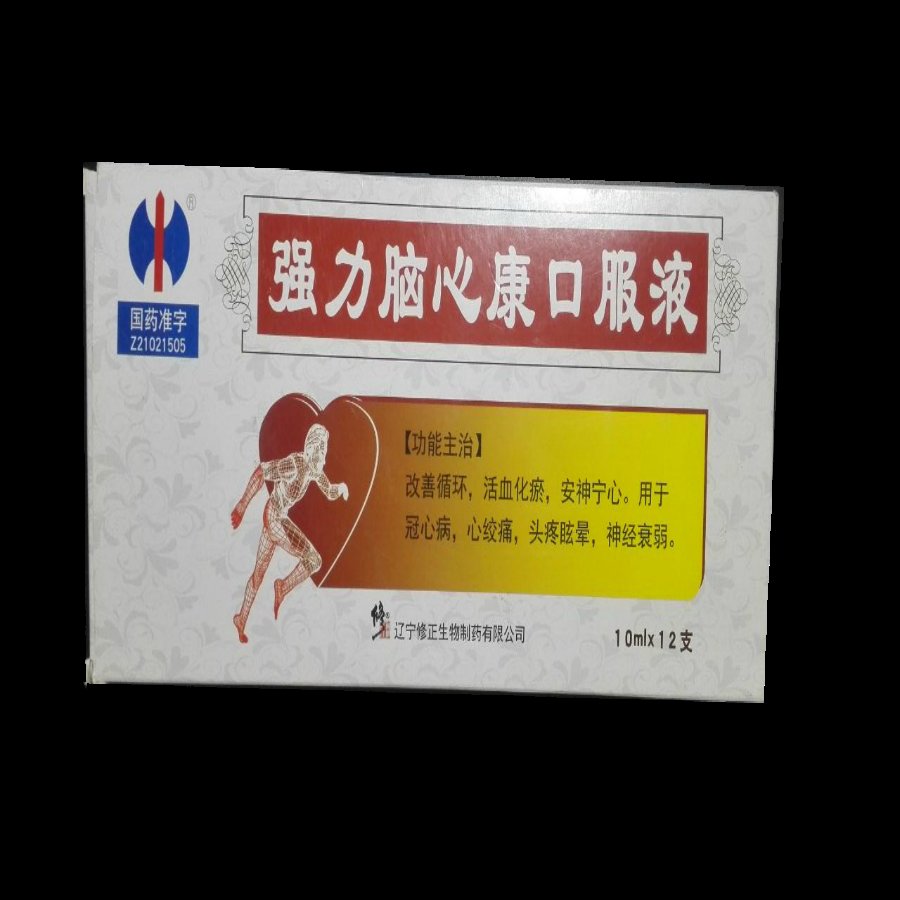 ®
国药准字
Z21021505
强力脑心康口服液
【功能主治】
改善循环，活血化瘀，安神宁心。用于
冠心病，心绞痛，头疼眩晕，神经衰弱。
修正® 辽宁修正生物制药有限公司
10mlx12支